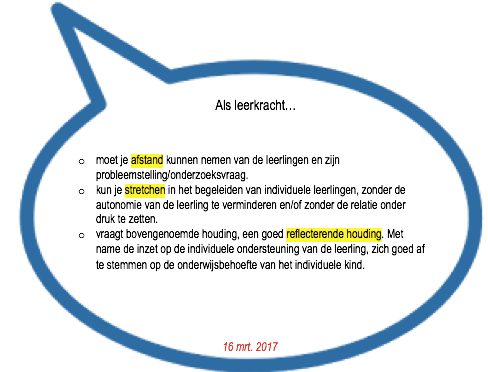 Als leerkracht…
o moet je afstand kunnen nemen van de leerlingen en zijn
probleemstelling/onderzoeksvraag.
o kun je stretchen in het begeleiden van individuele leerlingen, zonder de
autonomie van de leerling te verminderen en/of zonder de relatie onder
druk te zetten.
o vraagt bovengenoemde houding, een goed reflecterende houding. Met
name de inzet op de individuele ondersteuning van de leerling, zich goed af
te stemmen op de onderwijsbehoefte van het individuele kind.
16 mrt. 2017